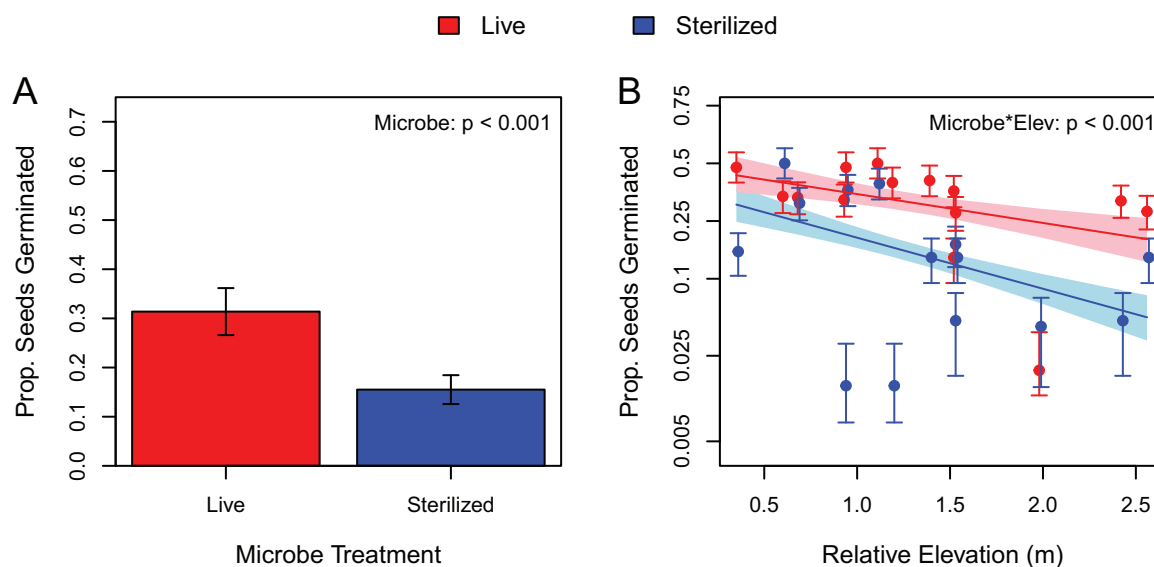 Live
Sterilized
A
Prop. Seeds Germinated
0.7
0.6
0.5
0.4
0.3
0.2
0.1
0.0
Microbe: p < 0.001
Live
Sterilized
Microbe Treatment
B
Prop. Seeds Germinated
0.75
0.5
0.25
0.1
0.025
0.005
Microbe*Elev: p < 0.001
0.5
1.0
1.5
2.0
2.5
Relative Elevation (m)